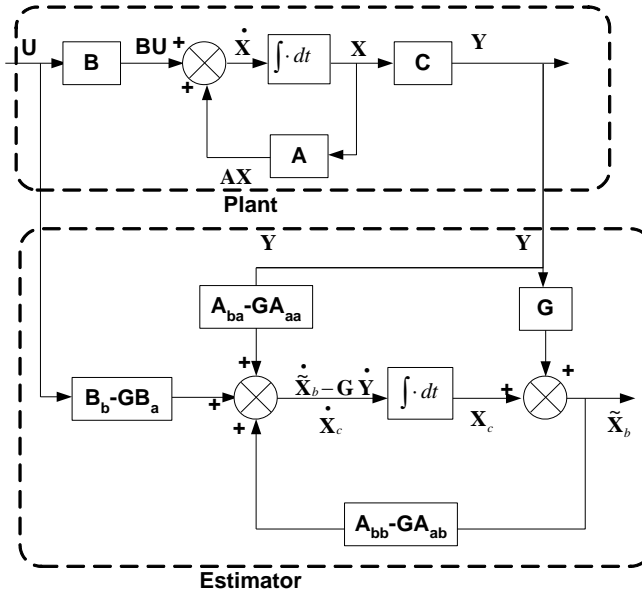 U
B
BU
+
+
Ẋ
∫· dt
X
C
Y
A
AX
Plant
Y
Y
A_ba-GA_aa
G
+
+
+
B_b-GB_a
+
+
X̃̇_b – G Ẏ
Ẋ_c
∫· dt
X_c
X̃_b
A_bb-GA_ab
Estimator